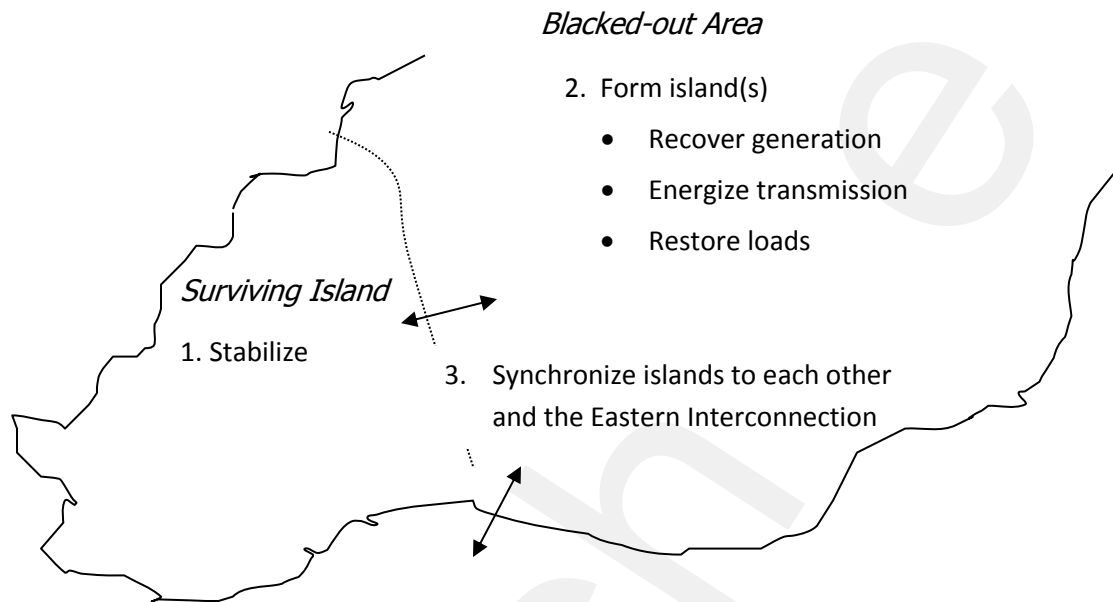 Blacked-out Area
2. Form island(s)
• Recover generation
• Energize transmission
• Restore loads
Surviving Island
1. Stabilize
3. Synchronize islands to each other
and the Eastern Interconnection